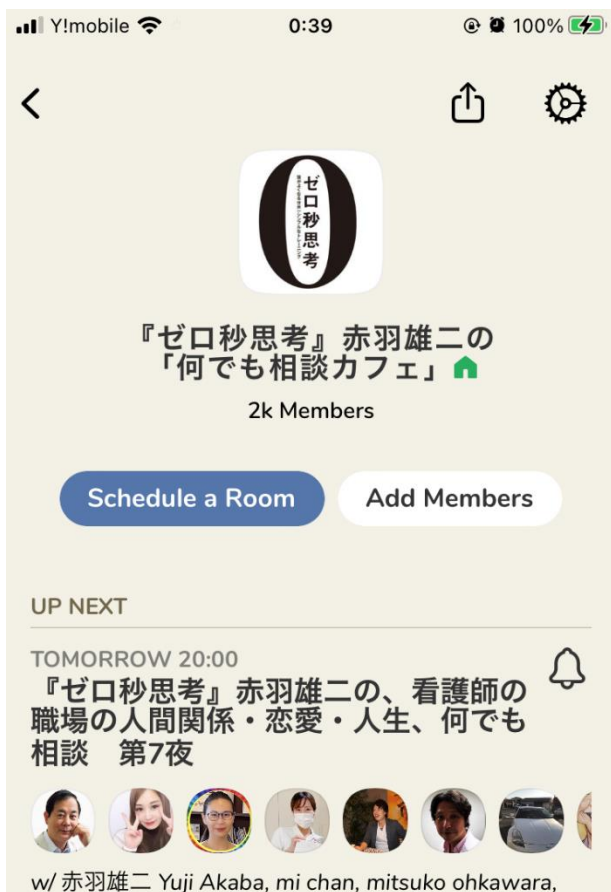 Y!mobile 0:39 100%
ゼロ秒思考
『ゼロ秒思考』赤羽雄二の
「何でも相談カフェ」
2k Members
Schedule a Room Add Members
UP NEXT
TOMORROW 20:00
『ゼロ秒思考』赤羽雄二の、看護師の
職場の人間関係・恋愛・人生、何でも
相談 第7夜
w/ 赤羽雄二 Yuji Akaba, mi chan, mitsuko ohkawara,